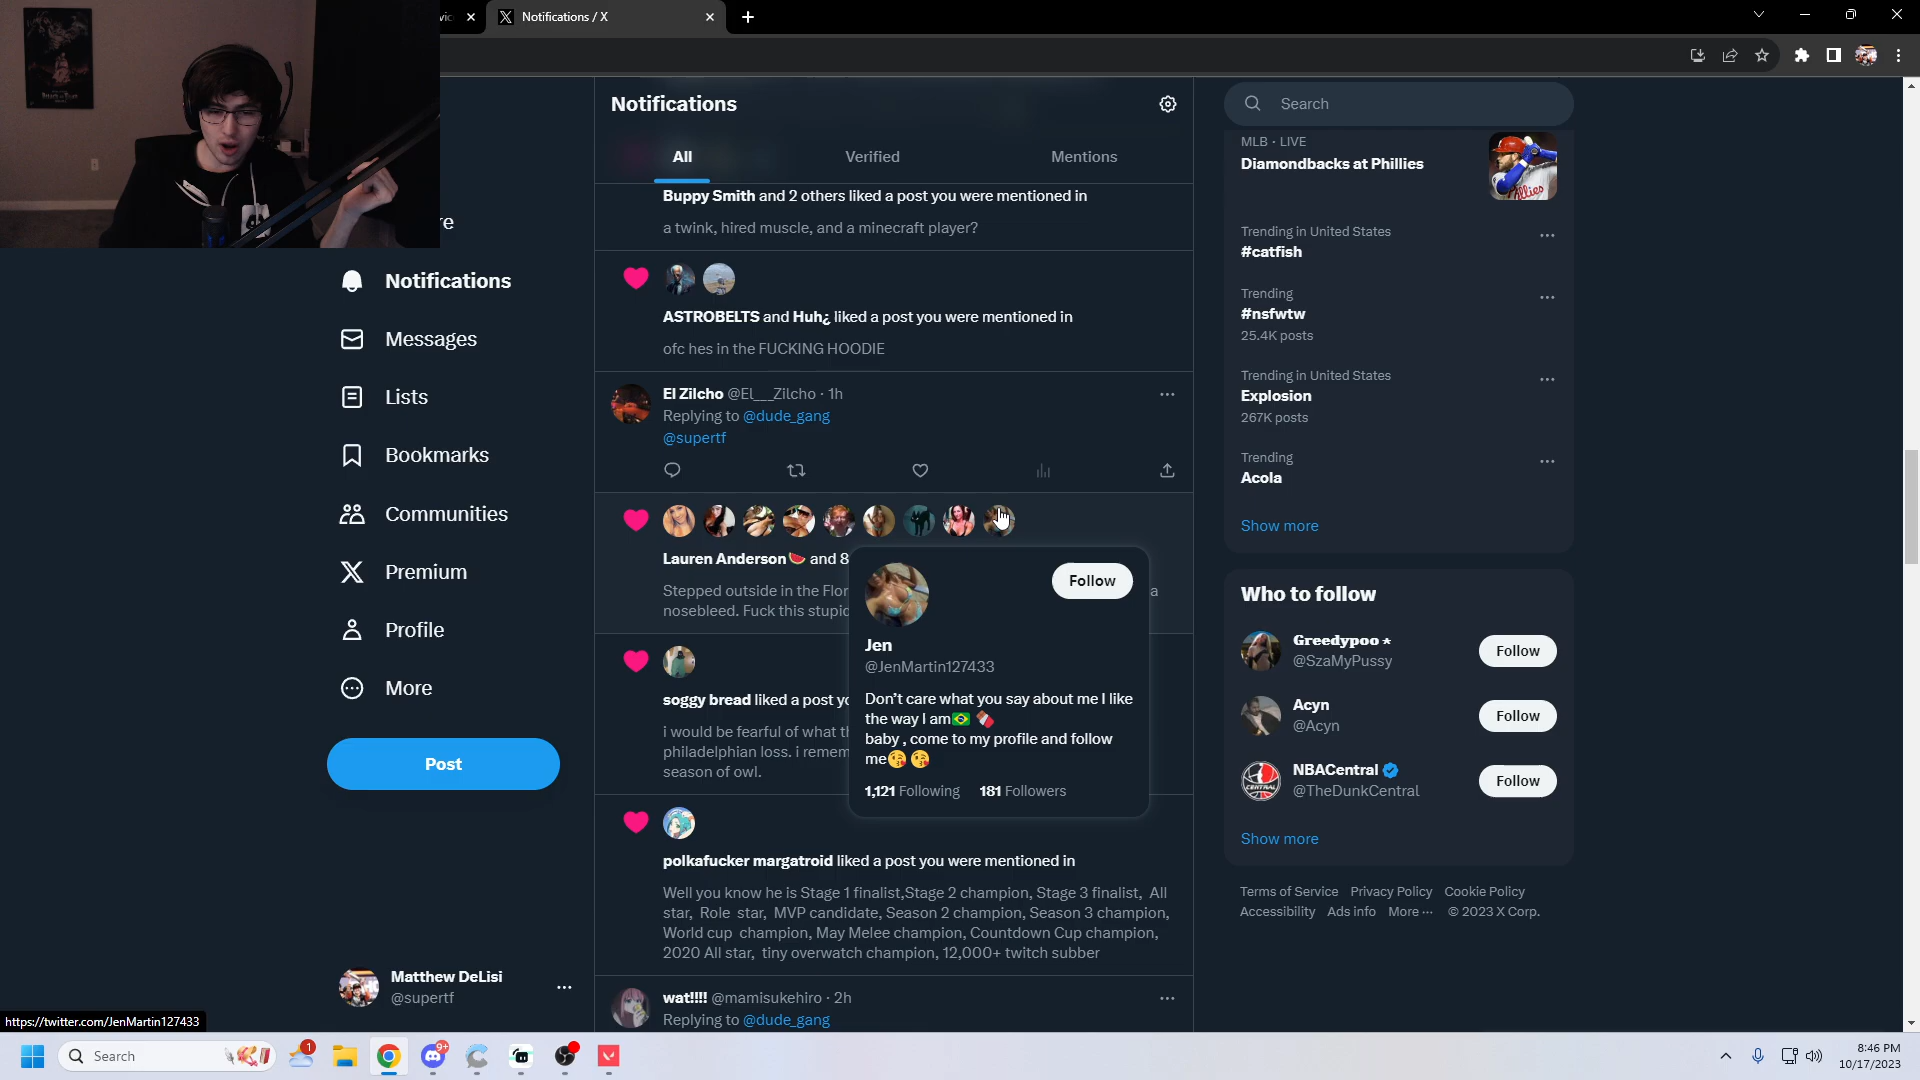 Notifications / X
Notifications
Search
All
Verified
Mentions
MLB · LIVE
Diamondbacks at Phillies
Buppy Smith and 2 others liked a post you were mentioned in
a twink, hired muscle, and a minecraft player?
Trending in United States
#catfish
Notifications
ASTROBELTS and Huh¿ liked a post you were mentioned in
ofc hes in the FUCKING HOODIE
Trending
#nsfwtw
25.4K posts
Messages
Lists
El Zilcho @El___Zilcho · 1h
Replying to @dude_gang
@supertf
Trending in United States
Explosion
267K posts
Bookmarks
Trending
Acola
Show more
Communities
Lauren Anderson🍉 and 8
Stepped outside in the Flor
a
nosebleed. Fuck this stupid
Premium
Profile
More
Post
Follow
Jen
@JenMartin127433
Don't care what you say about me I like
the way I am🇧🇷 🍫
baby , come to my profile and follow
me😘 😘
1,121 Following 181 Followers
soggy bread liked a post yo
i would be fearful of what th
philadelphian loss. i remem
season of owl.
Who to follow
Greedypoo ⋆
@SzaMyPussy
Follow
Acyn
@Acyn
Follow
NBACentral
@TheDunkCentral
Follow
Show more
polkafucker margatroid liked a post you were mentioned in
Well you know he is Stage 1 finalist,Stage 2 champion, Stage 3 finalist, All
star, Role star, MVP candidate, Season 2 champion, Season 3 champion,
World cup champion, May Melee champion, Countdown Cup champion,
2020 All star, tiny overwatch champion, 12,000+ twitch subber
Terms of Service Privacy Policy Cookie Policy
Accessibility Ads info More ··· © 2023 X Corp.
Matthew DeLisi
@supertf
wat!!!! @mamisukehiro · 2h
Replying to @dude_gang
https://twitter.com/JenMartin127433
Search
1
9+
8:46 PM
10/17/2023